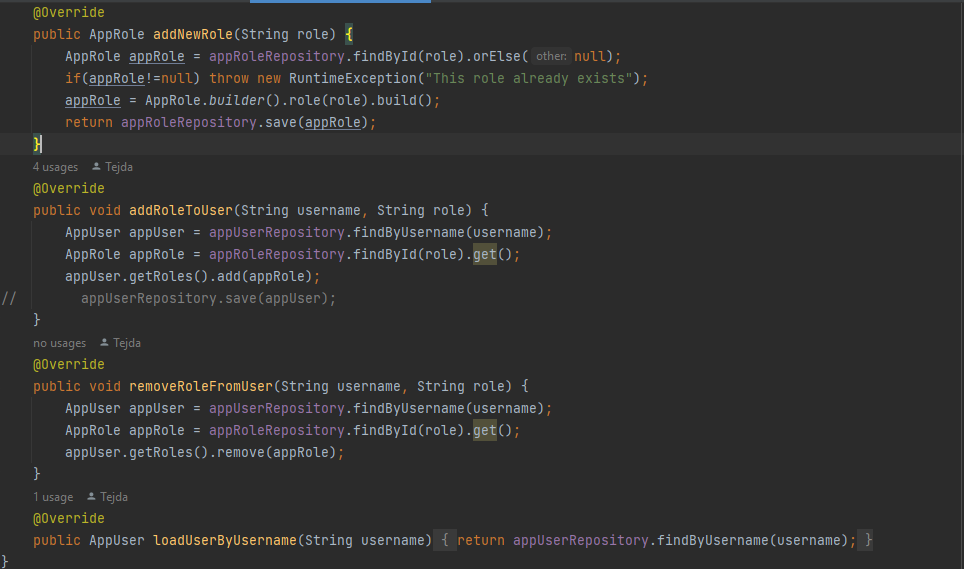 @Override
public AppRole addNewRole(String role) {
AppRole appRole = appRoleRepository.findById(role).orElse( other: null);
if(appRole!=null) throw new RuntimeException("This role already exists");
appRole = AppRole.builder().role(role).build();
return appRoleRepository.save(appRole);
}
4 usages Tejda
@Override
public void addRoleToUser(String username, String role) {
AppUser appUser = appUserRepository.findByUsername(username);
AppRole appRole = appRoleRepository.findById(role).get();
appUser.getRoles().add(appRole);
// appUserRepository.save(appUser);
}
no usages Tejda
@Override
public void removeRoleFromUser(String username, String role) {
AppUser appUser = appUserRepository.findByUsername(username);
AppRole appRole = appRoleRepository.findById(role).get();
appUser.getRoles().remove(appRole);
}
1 usage Tejda
@Override
public AppUser loadUserByUsername(String username) { return appUserRepository.findByUsername(username); }
}